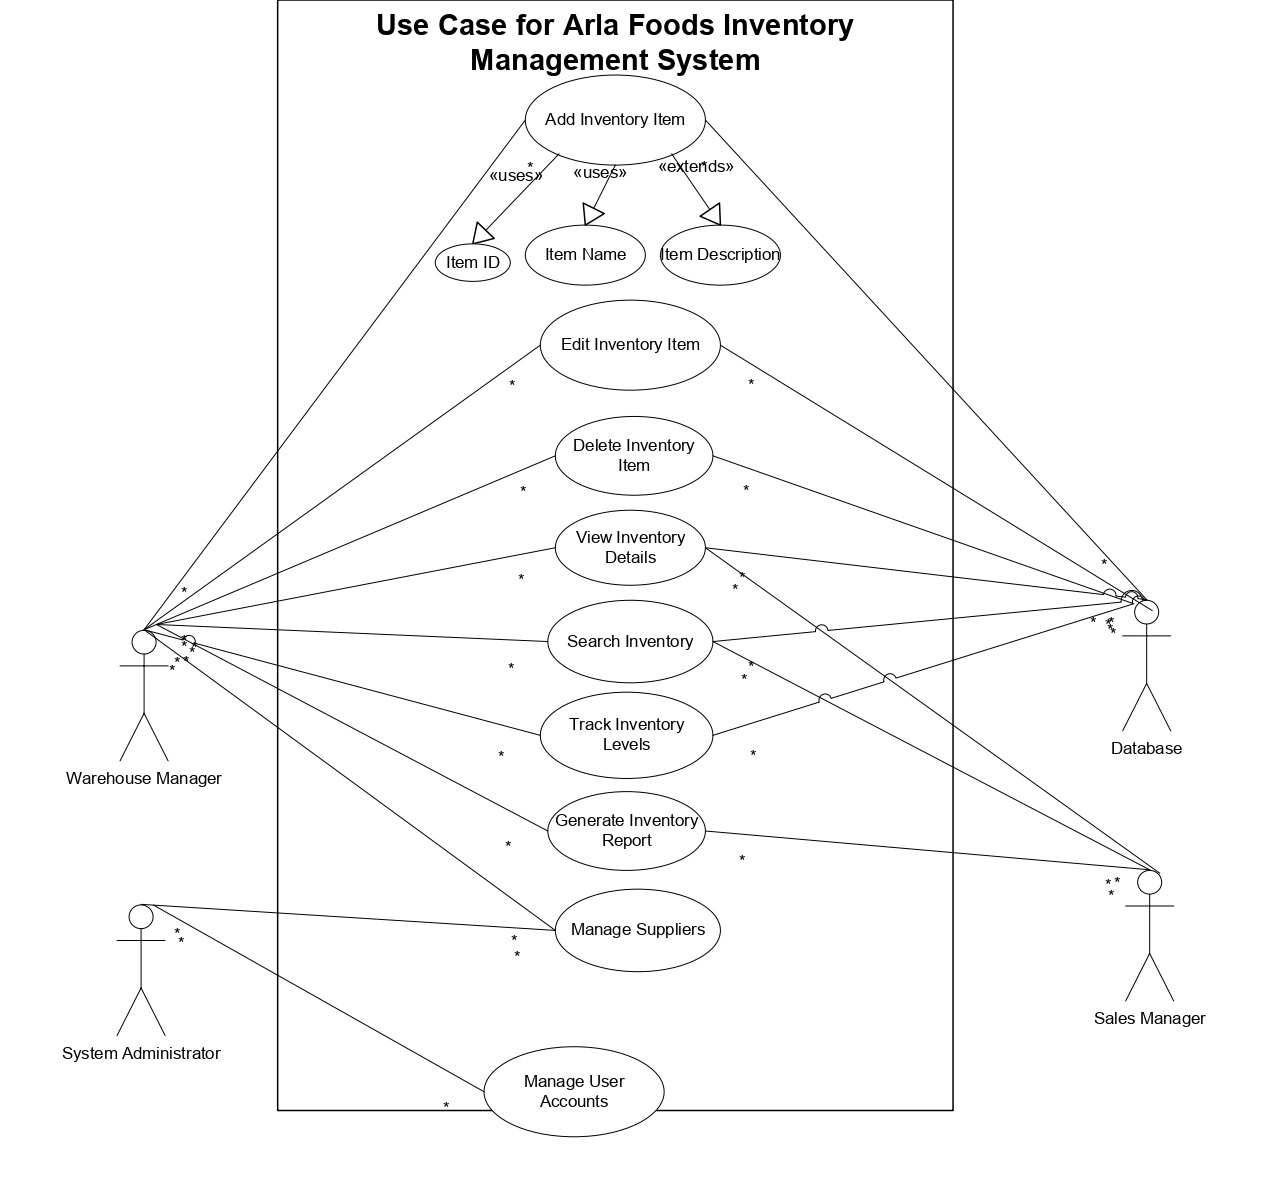 Use Case for Arla Foods Inventory
Management System
Add Inventory Item
«uses»
«uses»
«extends»
Item ID
Item Name
Item Description
Edit Inventory Item
Delete Inventory
Item
View Inventory
Details
Search Inventory
Track Inventory
Levels
Generate Inventory
Report
Manage Suppliers
Manage User
Accounts
Warehouse Manager
System Administrator
Database
Sales Manager